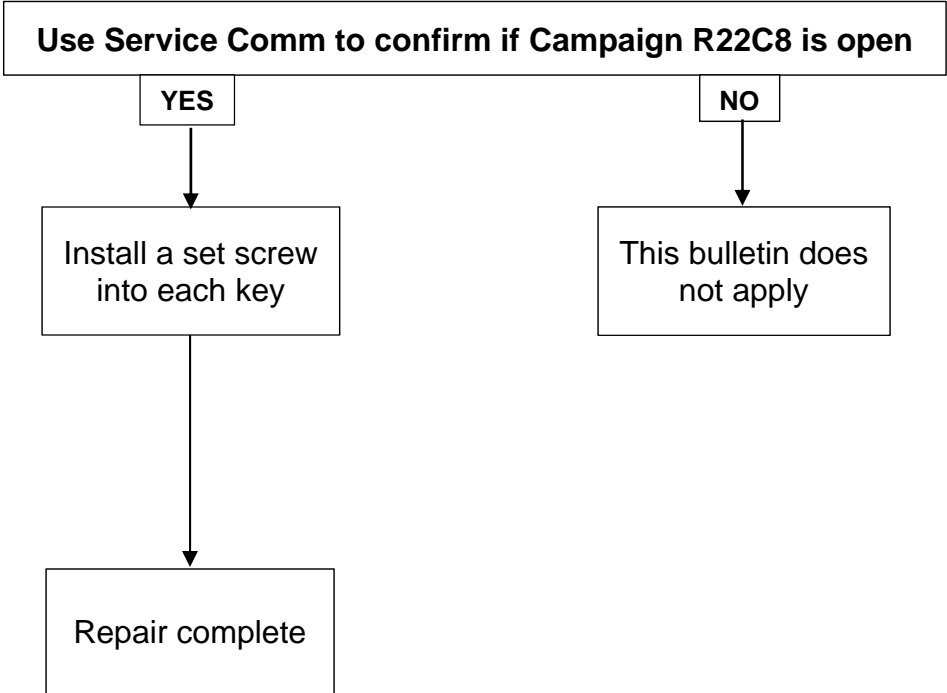 Use Service Comm to confirm if Campaign R22C8 is open
YES
NO
Install a set screw
into each key
This bulletin does
not apply
Repair complete